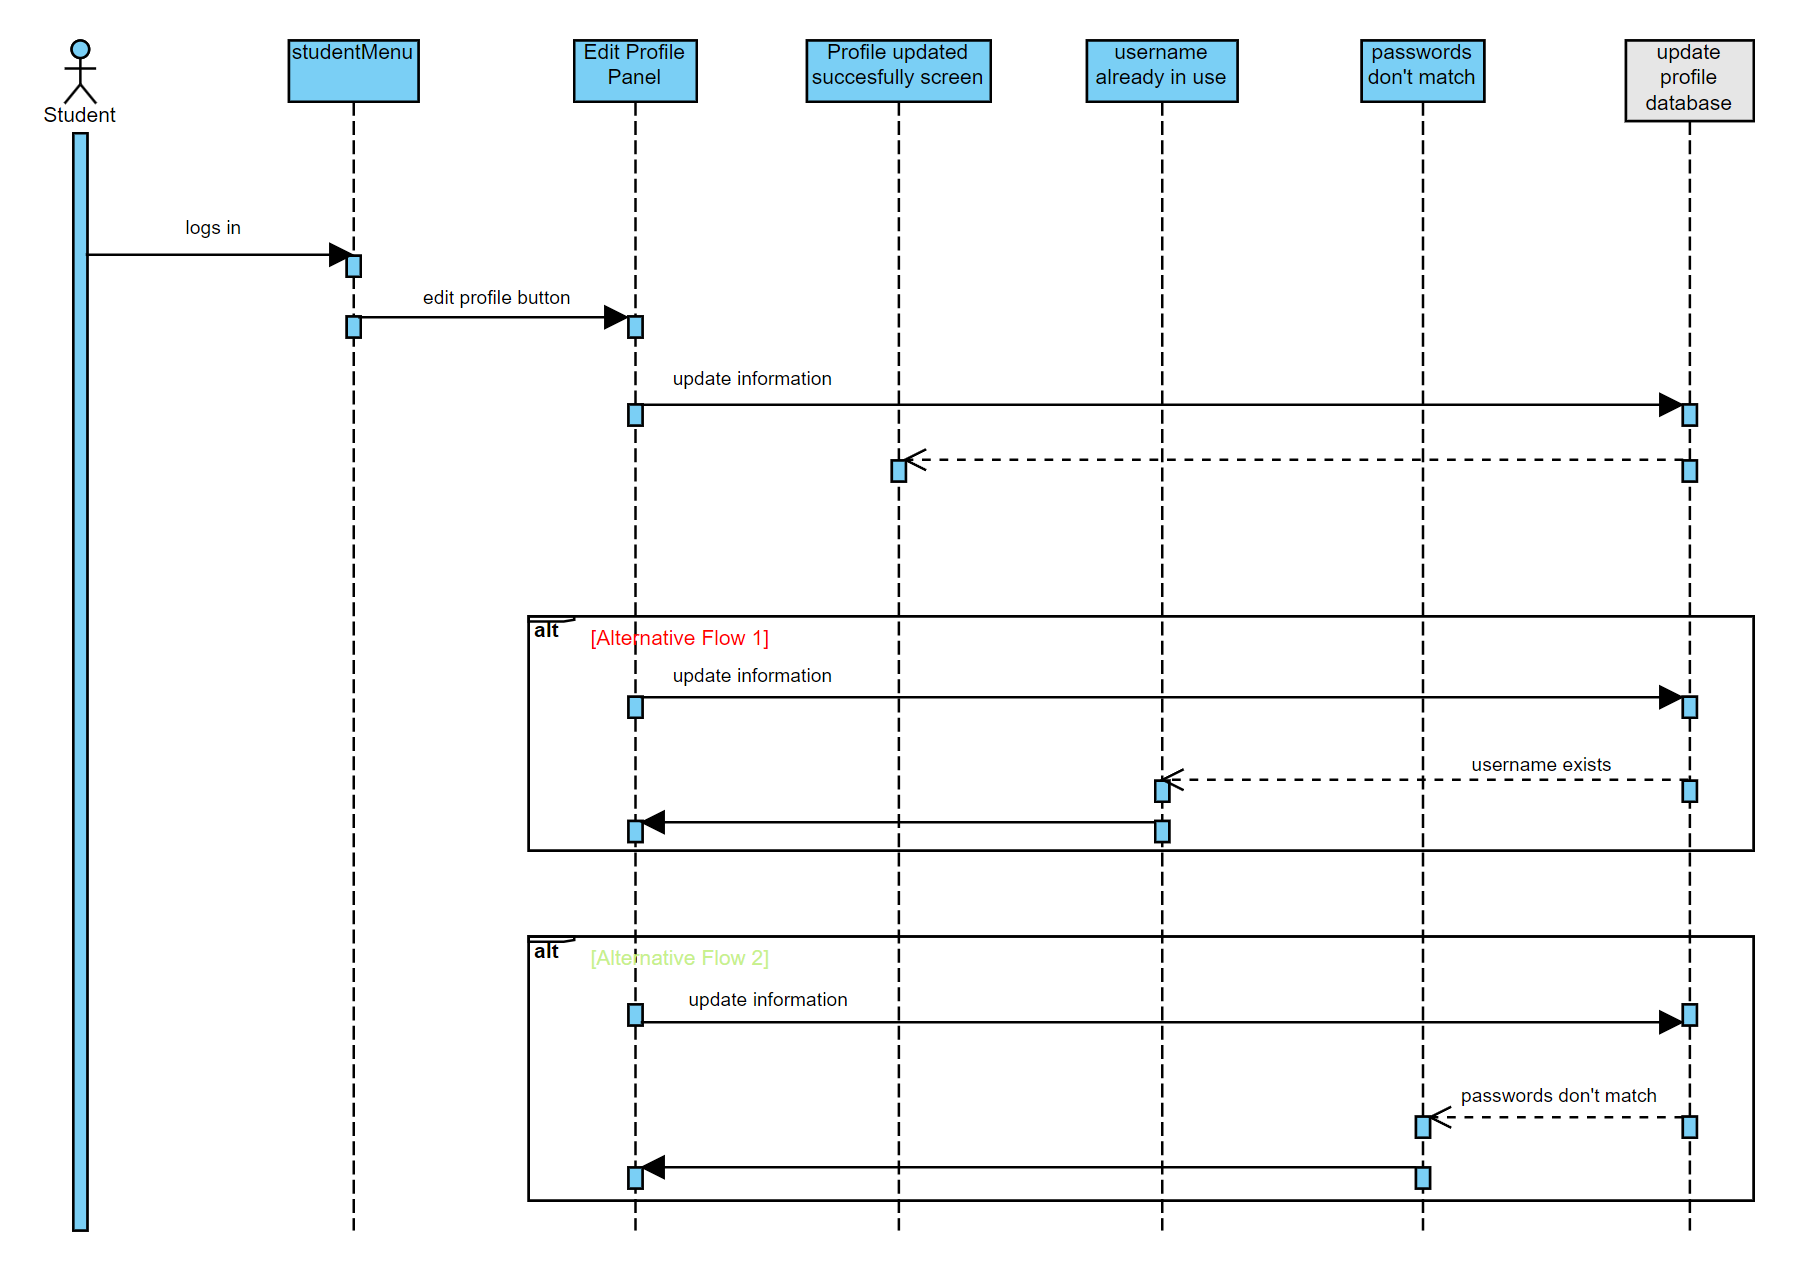 Student
studentMenu
Edit Profile
Panel
Profile updated
succesfully screen
username
already in use
passwords
don't match
update
profile
database
logs in
edit profile button
update information
alt
[Alternative Flow 1]
update information
username exists
alt
[Alternative Flow 2]
update information
passwords don't match